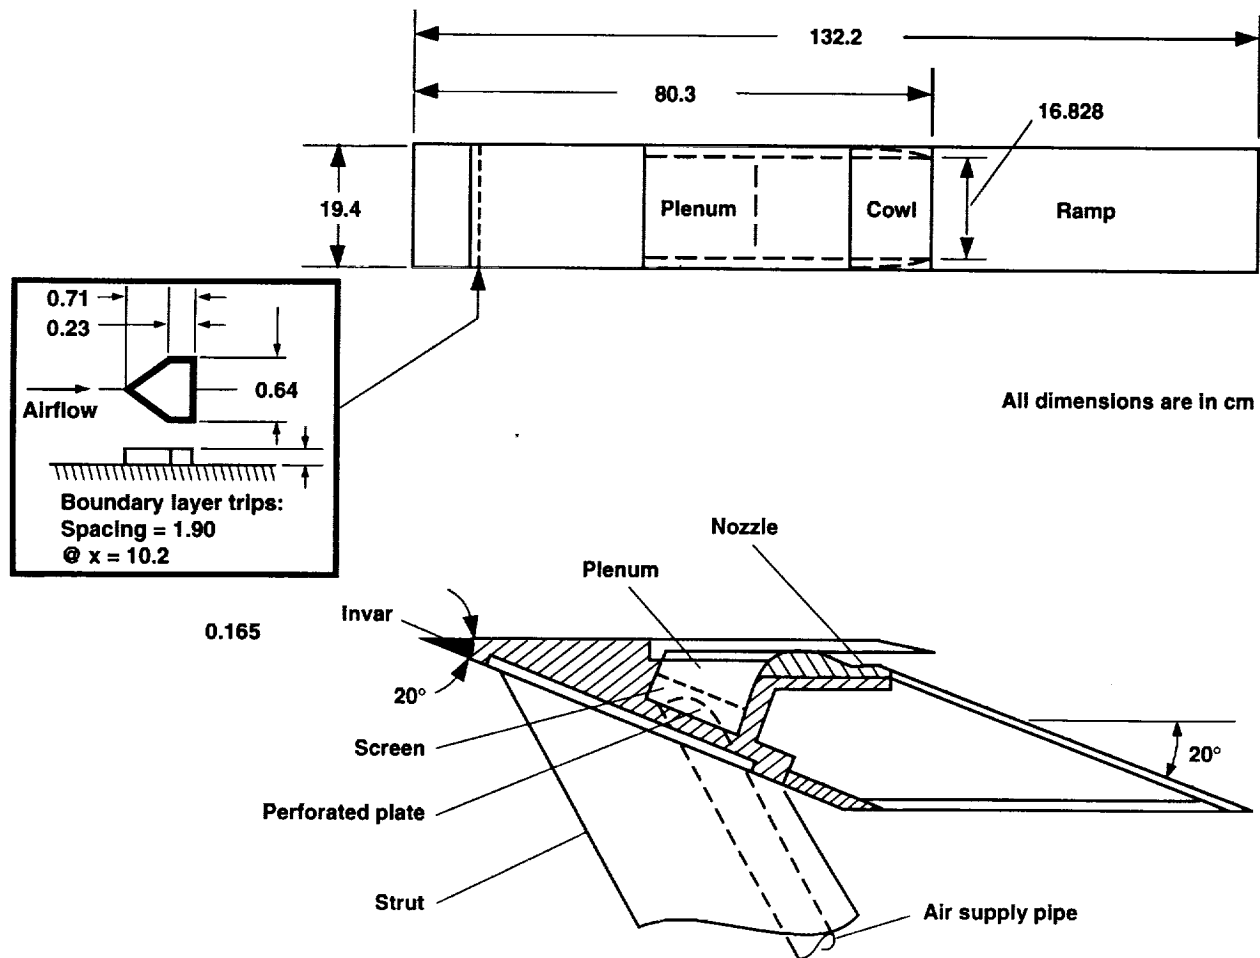 132.2
80.3
16.828
19.4
Plenum
Cowl
Ramp
0.71
0.23
0.64
Airflow
All dimensions are in cm
Boundary layer trips:
Spacing = 1.90
@ x = 10.2
Nozzle
Plenum
Invar
0.165
20°
20°
Screen
Perforated plate
Strut
Air supply pipe